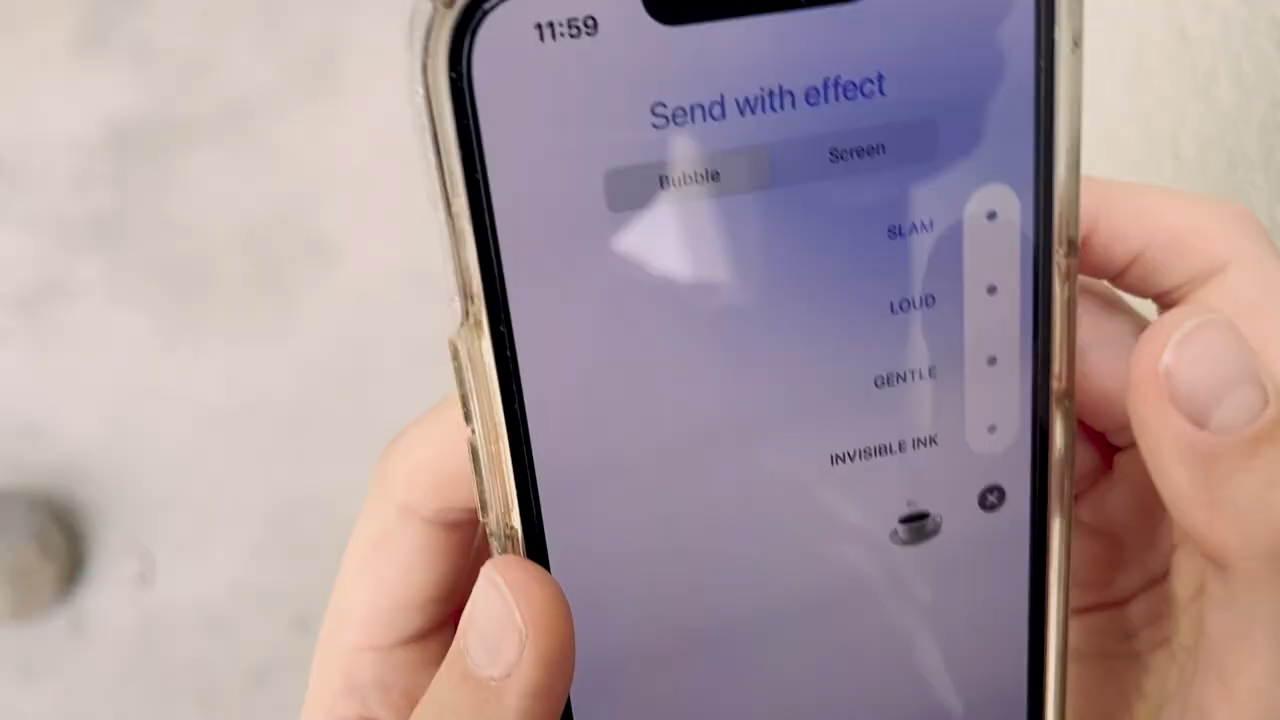 11:59
Send with effect
Bubble
Screen
SLAM
LOUD
GENTLE
INVISIBLE INK